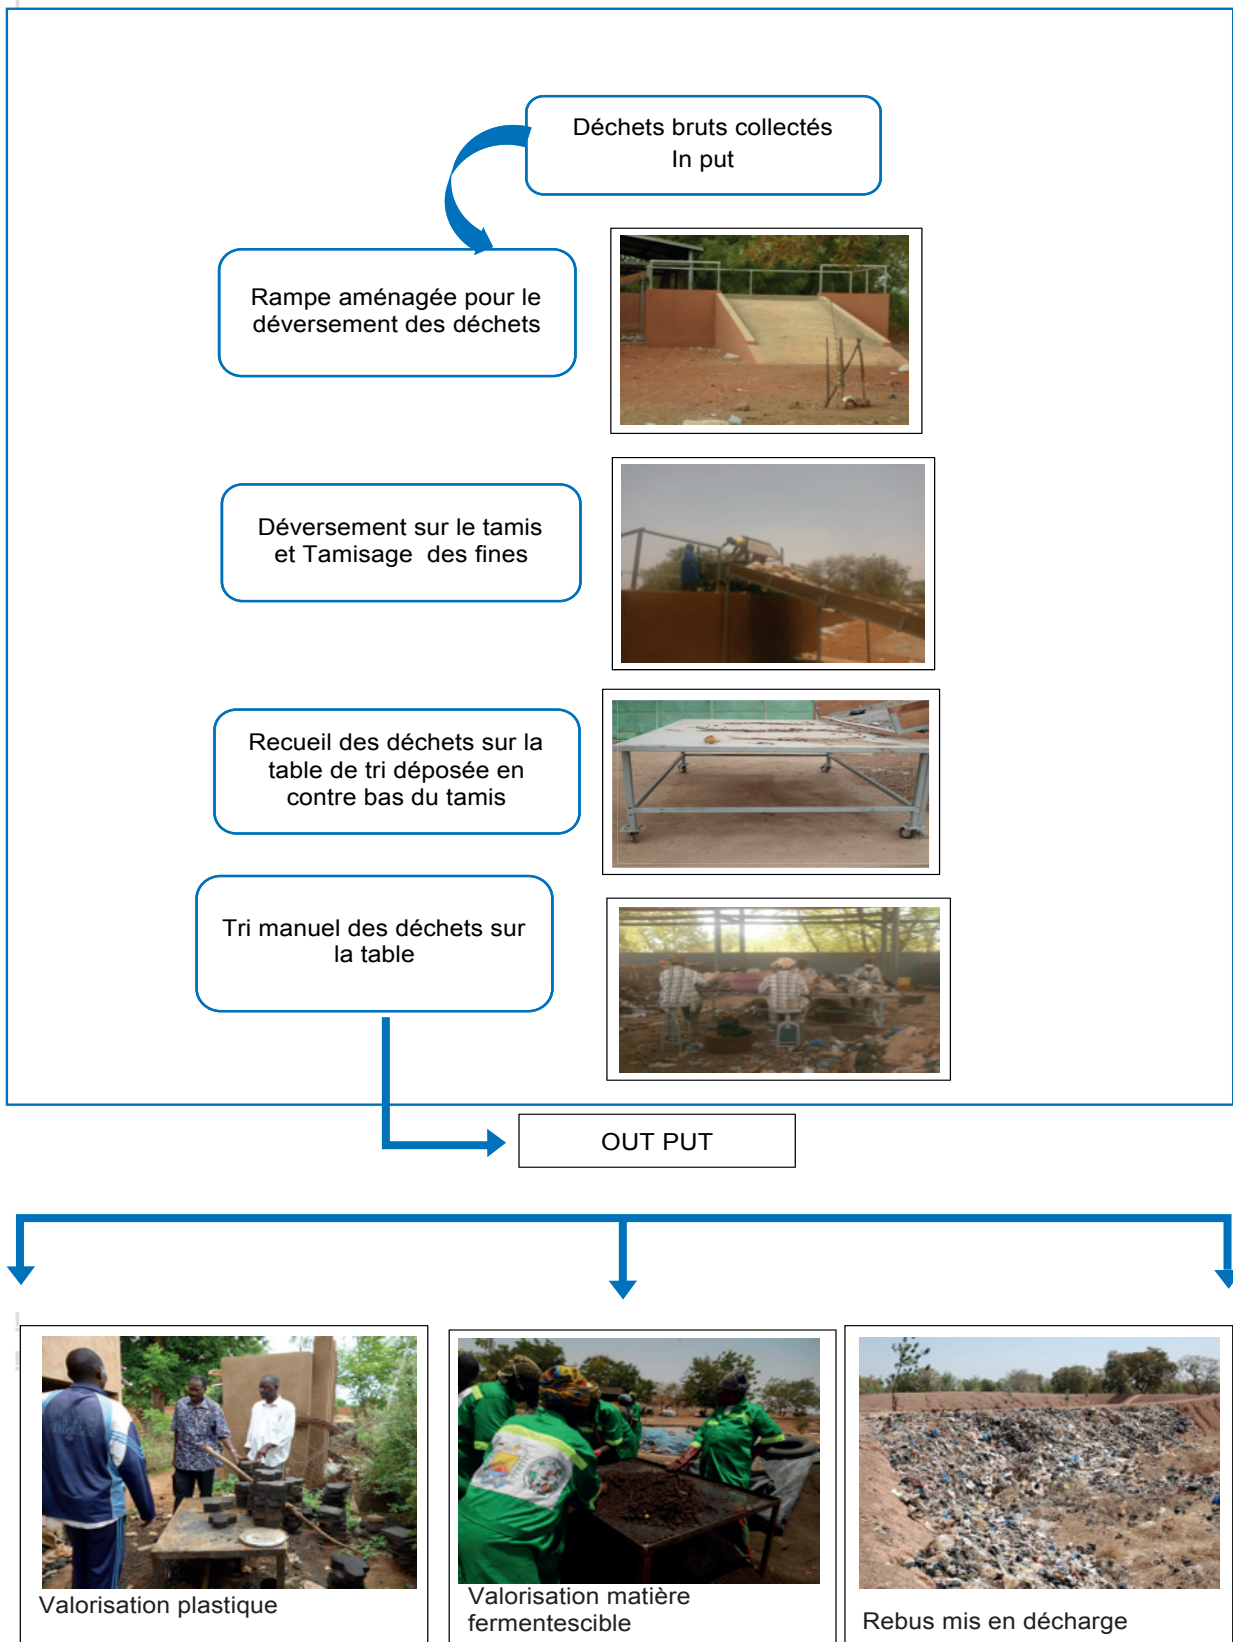 Déchets bruts collectés
In put
Rampe aménagée pour le
déversement des déchets
Déversement sur le tamis
et Tamisage  des fines
Recueil des déchets sur la
table de tri déposée en
contre bas du tamis
Tri manuel des déchets sur
la table
OUT PUT
Valorisation plastique
Valorisation matière
fermentescible
Rebus mis en décharge